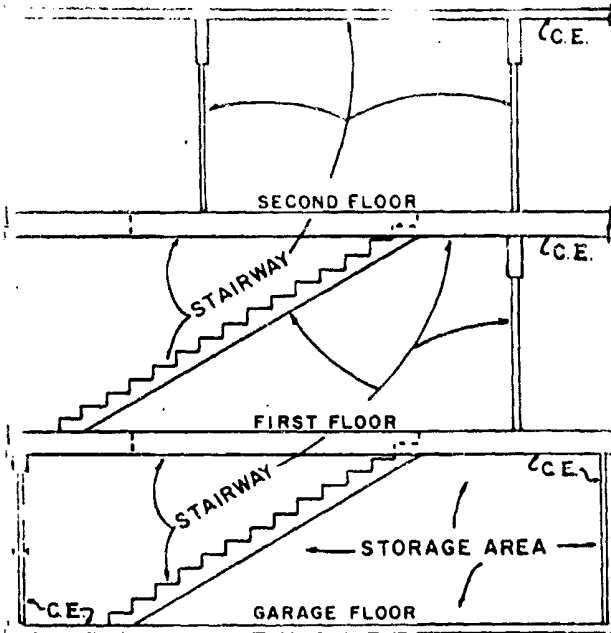 C.E.
SECOND FLOOR
C.E.
STAIRWAY
FIRST FLOOR
C.E.
STAIRWAY
STORAGE AREA
C.E.
GARAGE FLOOR